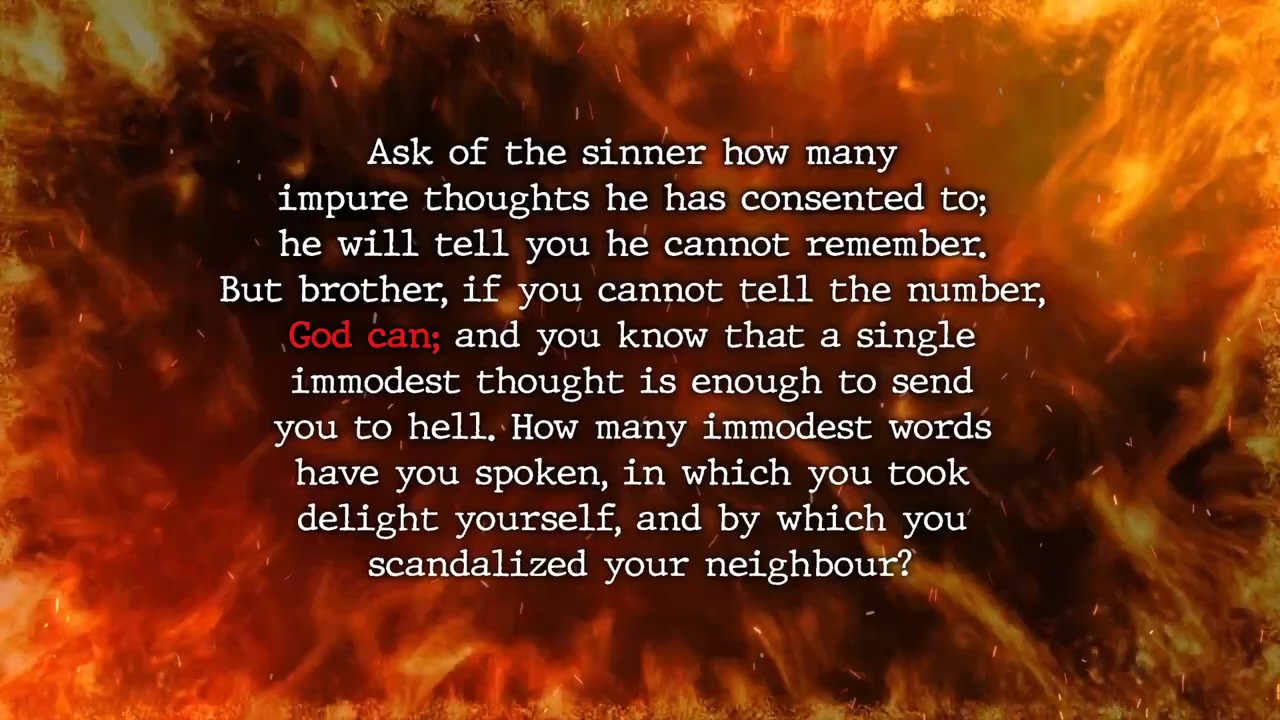 Ask of the sinner how many
impure thoughts he has consented to;
he will tell you he cannot remember.
But brother, if you cannot tell the number,
God can; and you know that a single
immodest thought is enough to send
you to hell. How many immodest words
have you spoken, in which you took
delight yourself, and by which you
scandalized your neighbour?